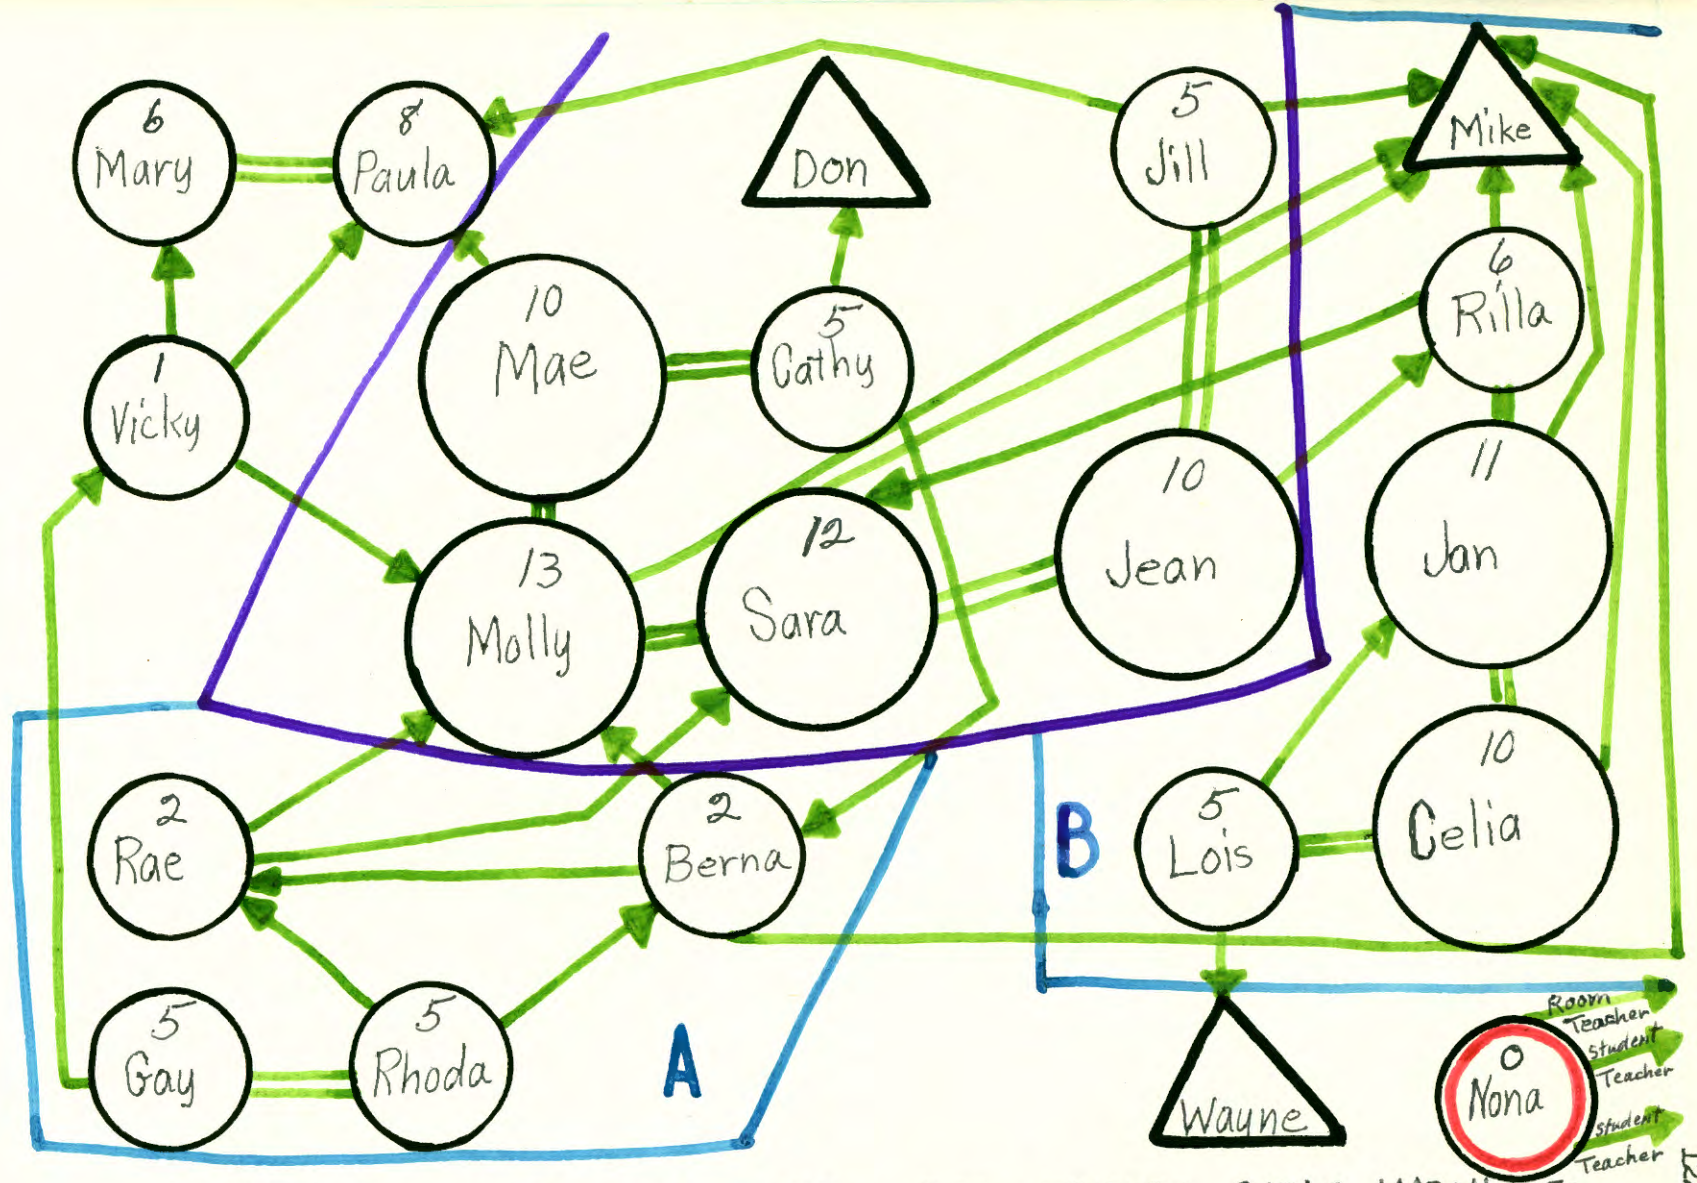 6
Mary
8
Paula
Don
5
Jill
Mike
10
Mae
5
Cathy
6
Rilla
1
Vicky
13
Molly
12
Sara
10
Jean
11
Jan
2
Rae
2
Berna
B
5
Lois
10
Celia
5
Gay
5
Rhoda
A
Wayne
0
Nona
Room
Teacher
Student
Teacher
Student
Teacher